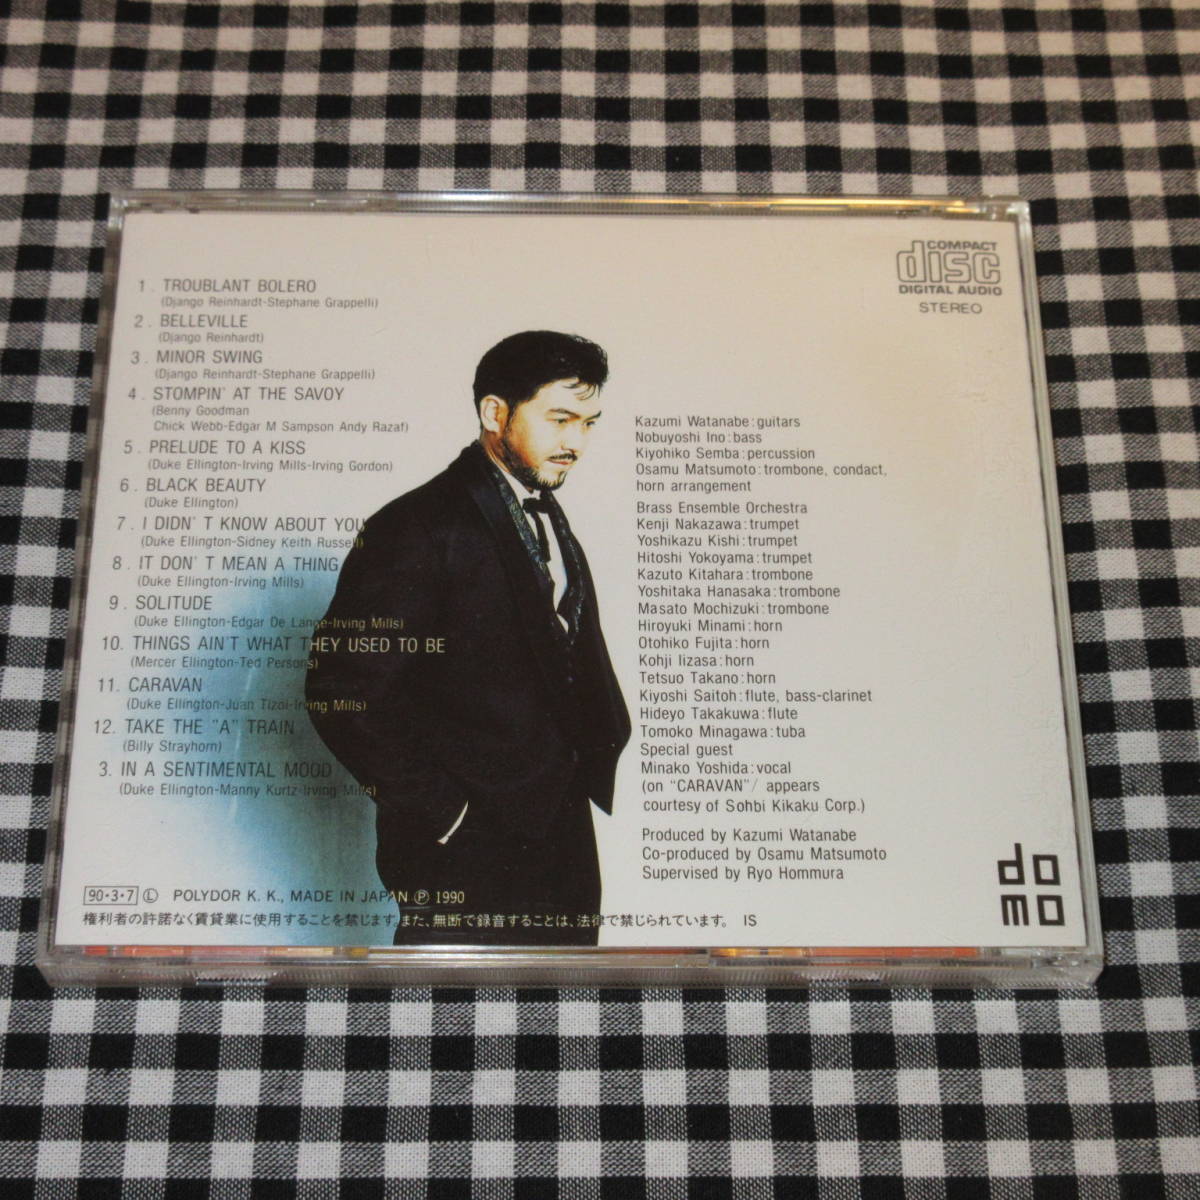 1. TROUBLANT BOLERO
(Django Reinhardt-Stephane Grappelli)
2. BELLEVILLE
(Django Reinhardt)
3. MINOR SWING
(Django Reinhardt-Stephane Grappelli)
4. STOMPIN' AT THE SAVOY
(Benny Goodman
Chick Webb-Edgar M Sampson Andy Razaf)
5. PRELUDE TO A KISS
(Duke Ellington-Irving Mills-Irving Gordon)
6. BLACK BEAUTY
(Duke Ellington)
7. I DIDN'T KNOW ABOUT YOU
(Duke Ellington-Sidney Keith Russell)
8. IT DON'T MEAN A THING
(Duke Ellington-Irving Mills)
9. SOLITUDE
(Duke Ellington-Edgar De Lange-Irving Mills)
10. THINGS AIN'T WHAT THEY USED TO BE
(Mercer Ellington-Ted Persons)
11. CARAVAN
(Duke Ellington-Juan Tizol-Irving Mills)
12. TAKE THE "A" TRAIN
(Billy Strayhorn)
3. IN A SENTIMENTAL MOOD
(Duke Ellington-Manny Kurtz-Irving Mills)
COMPACT
disc
DIGITAL AUDIO
STEREO
Kazumi Watanabe:guitars
Nobuyoshi Ino:bass
Kiyohiko Semba:percussion
Osamu Matsumoto:trombone, condact,
horn arrangement
Brass Ensemble Orchestra
Kenji Nakazawa:trumpet
Yoshikazu Kishi:trumpet
Hitoshi Yokoyama:trumpet
Kazuto Kitahara:trombone
Yoshitaka Hanasaka:trombone
Masato Mochizuki:trombone
Hiroyuki Minami:horn
Otohiko Fujita:horn
Kohji Iizasa:horn
Tetsuo Takano:horn
Kiyoshi Saitoh:flute, bass-clarinet
Hideyo Takakuwa:flute
Tomoko Minagawa:tuba
Special guest
Minako Yoshida:vocal
(on "CARAVAN"/ appears
courtesy of Sohbi Kikaku Corp.)
Produced by Kazumi Watanabe
Co-produced by Osamu Matsumoto
Supervised by Ryo Hommura
do
mo
90・3・7 Ⓛ POLYDOR K. K., MADE IN JAPAN Ⓟ 1990
権利者の許諾なく賃貸業に使用することを禁じます。また、無断で録音することは、法律で禁じられています。 IS